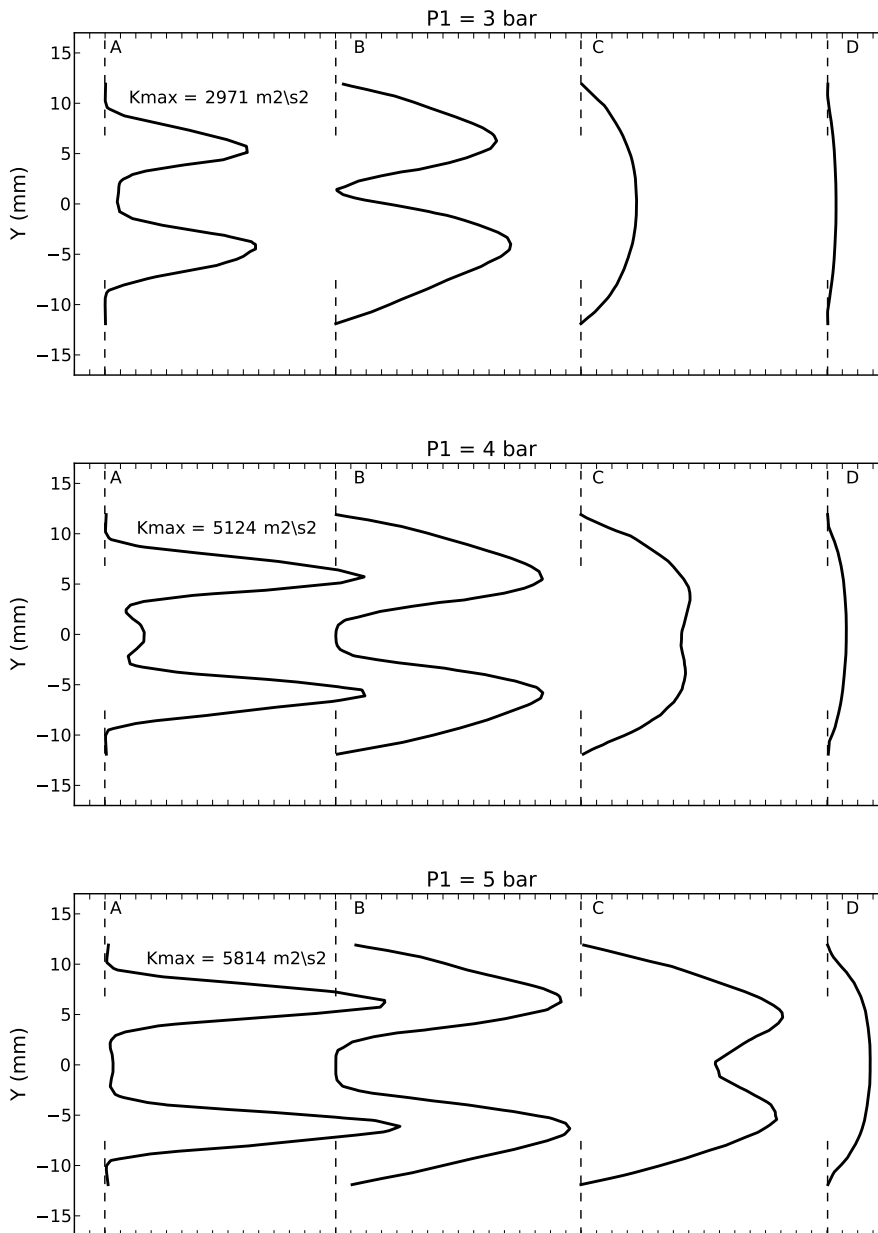 P1 = 3 bar
A B C D
Kmax = 2971 m2\s2
15
10
5
0
−5
−10
−15
Y (mm)
P1 = 4 bar
A B C D
Kmax = 5124 m2\s2
15
10
5
0
−5
−10
−15
Y (mm)
P1 = 5 bar
A B C D
Kmax = 5814 m2\s2
15
10
5
0
−5
−10
−15
Y (mm)